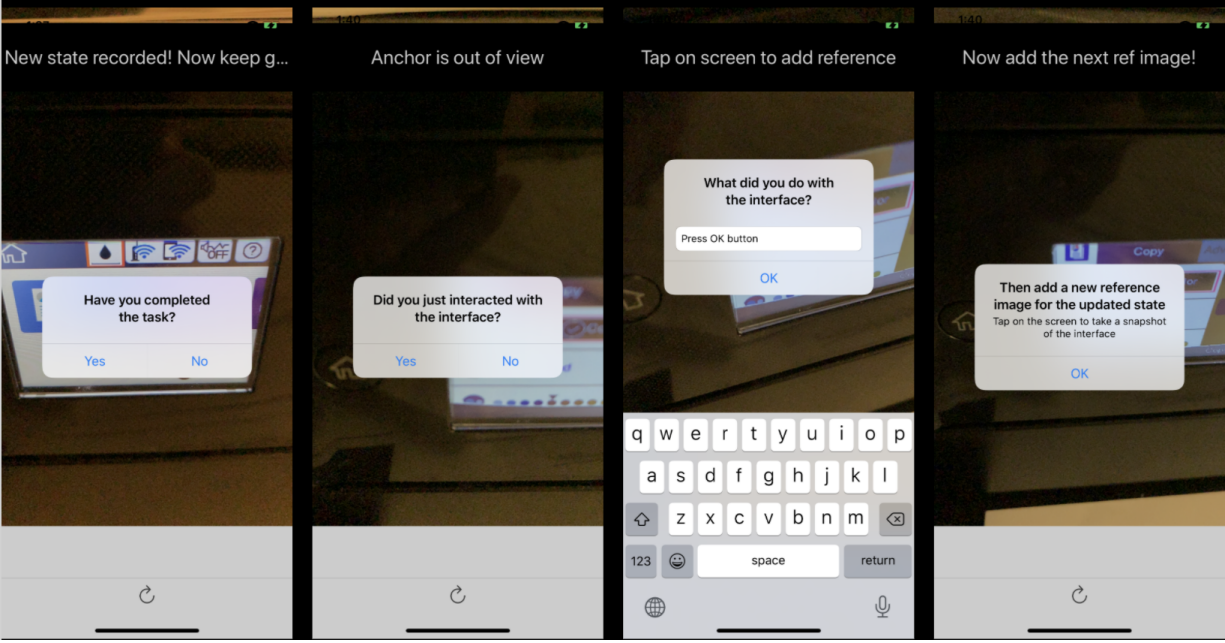 1:40
1:40
New state recorded! Now keep g...
Anchor is out of view
Tap on screen to add reference
Now add the next ref image!
OFF
?
Have you completed
the task?
Yes
No
Did you just interacted with
the interface?
Yes
No
What did you do with
the interface?
Press OK button
OK
q w e r t y u i o p
a s d f g h j k l
z x c v b n m
123
space
return
Copy
Then add a new reference
image for the updated state
Tap on the screen to take a snapshot
of the interface
OK